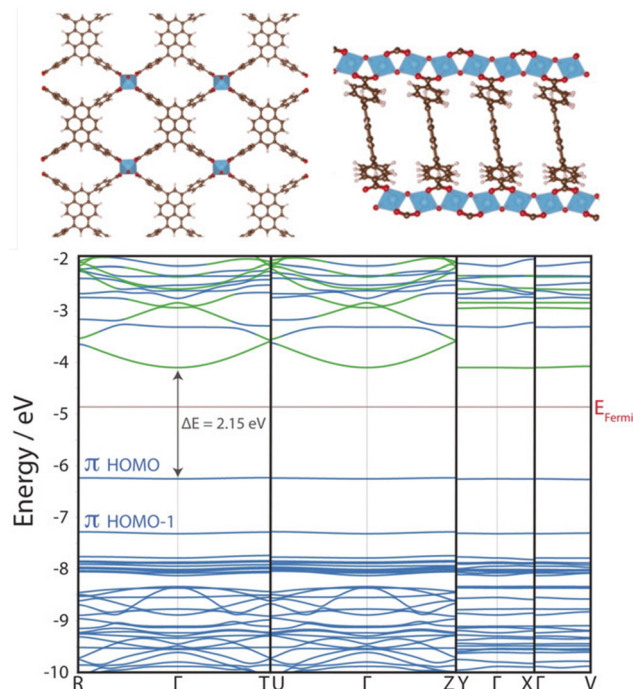 -2
-3
-4
-5
-6
-7
-8
-9
-10
Energy / eV
ΔE = 2.15 eV
E_Fermi
π HOMO
π HOMO-1
R Γ T U Γ Z Y Γ X Γ V